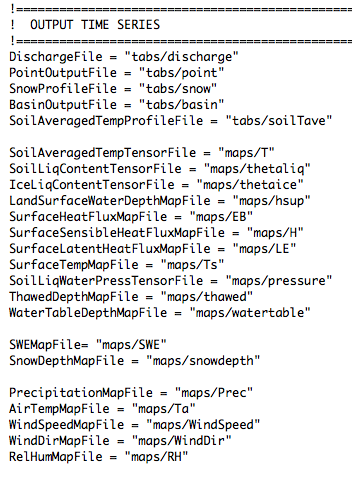 !================================================
! OUTPUT TIME SERIES
!================================================
DischargeFile = "tabs/discharge"
PointOutputFile = "tabs/point"
SnowProfileFile = "tabs/snow"
BasinOutputFile = "tabs/basin"
SoilAveragedTempProfileFile = "tabs/soilTave"

SoilAveragedTempTensorFile = "maps/T"
SoilLiqContentTensorFile = "maps/thetaliq"
IceLiqContentTensorFile = "maps/thetaice"
LandSurfaceWaterDepthMapFile = "maps/hsup"
SurfaceHeatFluxMapFile = "maps/EB"
SurfaceSensibleHeatFluxMapFile = "maps/H"
SurfaceLatentHeatFluxMapFile = "maps/LE"
SurfaceTempMapFile = "maps/Ts"
SoilLiqWaterPressTensorFile = "maps/pressure"
ThawedDepthMapFile = "maps/thawed"
WaterTableDepthMapFile = "maps/watertable"

SWEMapFile= "maps/SWE"
SnowDepthMapFile = "maps/snowdepth"

PrecipitationMapFile = "maps/Prec"
AirTempMapFile = "maps/Ta"
WindSpeedMapFile = "maps/WindSpeed"
WindDirMapFile = "maps/WindDir"
RelHumMapFile = "maps/RH"